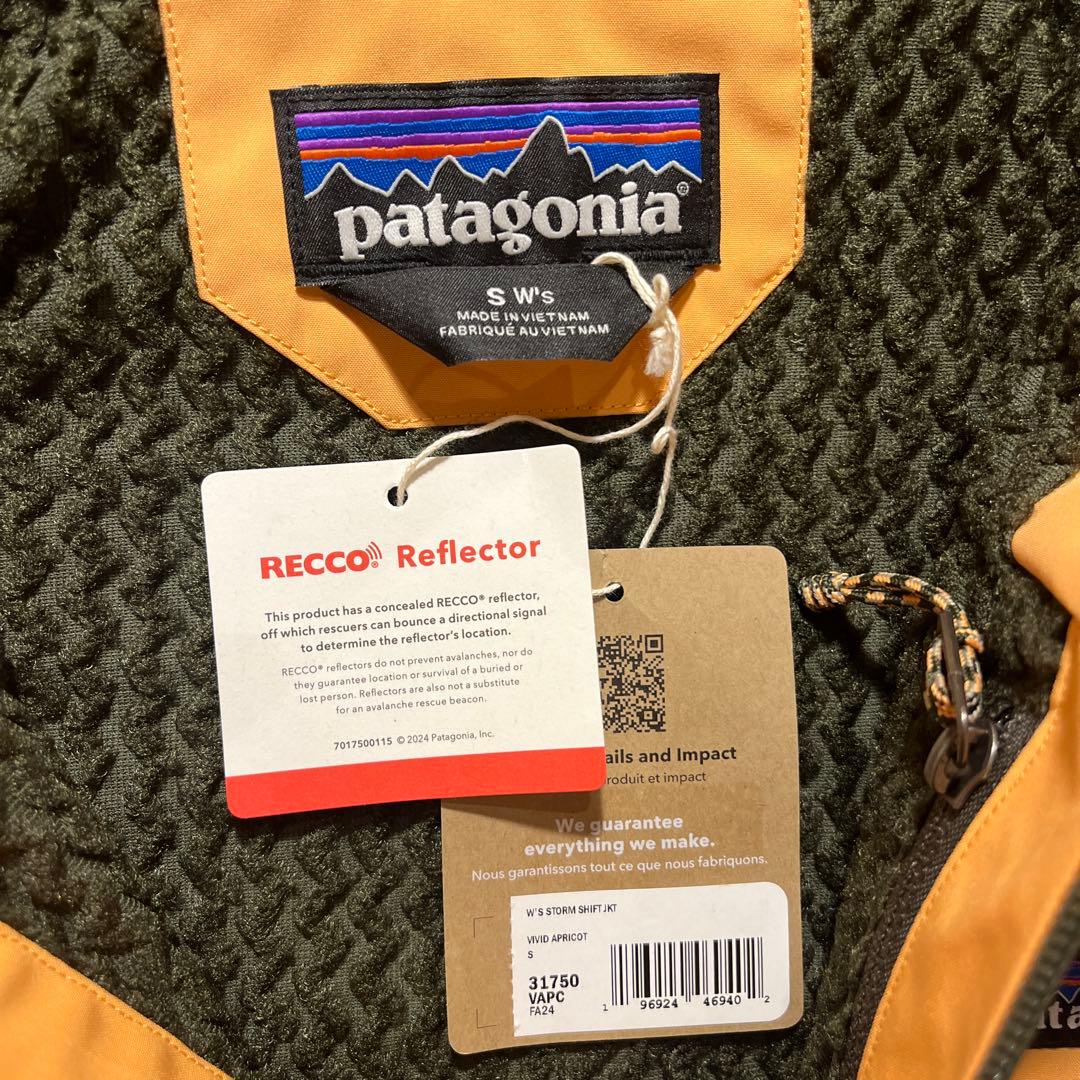 patagonia®
S W's
MADE IN VIETNAM
FABRIQUÉ AU VIETNAM
RECCO® Reflector
This product has a concealed RECCO® reflector,
off which rescuers can bounce a directional signal
to determine the reflector's location.
RECCO® reflectors do not prevent avalanches, nor do
they guarantee location or survival of a buried or
lost person. Reflectors are also not a substitute
for an avalanche rescue beacon.
7017500115 © 2024 Patagonia, Inc.
ails and Impact
roduit et impact
We guarantee
everything we make.
Nous garantissons tout ce que nous fabriquons.
W'S STORM SHIFT JKT
VIVID APRICOT
S
31750
VAPC
FA24
1 96924 46940 2